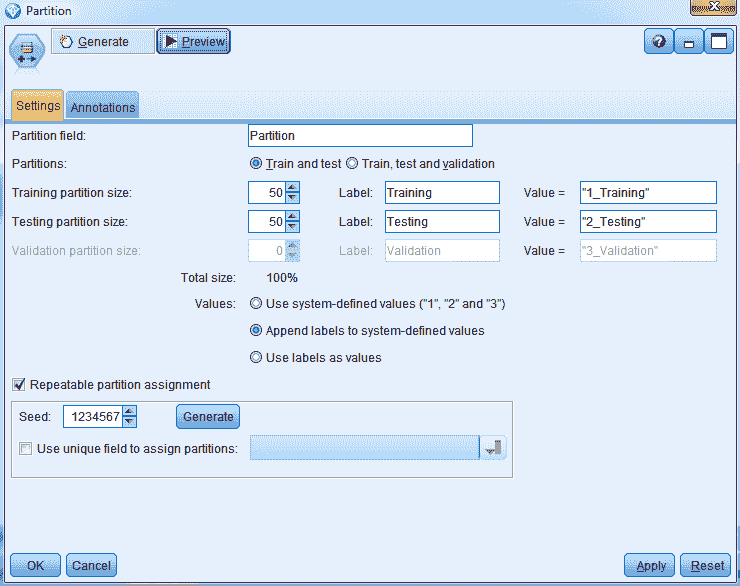 Partition
Generate Preview
Settings Annotations
Partition field: Partition
Partitions: Train and test Train, test and validation
Training partition size: 50 Label: Training Value = "1_Training"
Testing partition size: 50 Label: Testing Value = "2_Testing"
Validation partition size: 0 Label: Validation Value = "3_Validation"
Total size: 100%
Values: Use system-defined values ("1", "2" and "3")
Append labels to system-defined values
Use labels as values
Repeatable partition assignment
Seed: 1234567 Generate
Use unique field to assign partitions:
OK Cancel Apply Reset